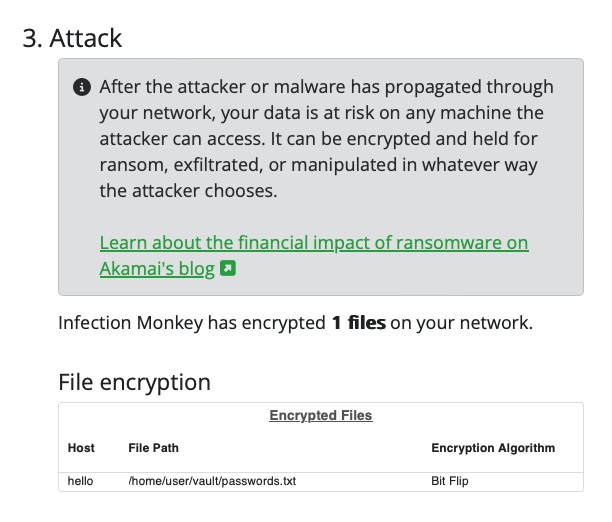 3. Attack
After the attacker or malware has propagated through
your network, your data is at risk on any machine the
attacker can access. It can be encrypted and held for
ransom, exfiltrated, or manipulated in whatever way
the attacker chooses.
Learn about the financial impact of ransomware on
Akamai's blog
Infection Monkey has encrypted 1 files on your network.
File encryption
Encrypted Files
Host File Path Encryption Algorithm
hello /home/user/vault/passwords.txt Bit Flip